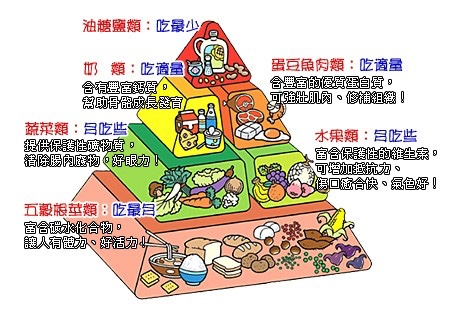 油糖鹽類：吃最少
奶　類：吃適量
含有豐富鈣質，
幫助骨骼成長發育
蛋豆魚肉類：吃適量
含豐富的優質蛋白質，
可強壯肌肉、修補組織！
蔬菜類：多吃些
提供保護性礦物質，
清除腸內廢物，好眼力！
水果類：多吃些
富含保護性的維生素，
可增加抵抗力、
傷口癒合快、氣色好！
五穀根莖類：吃最多
富含碳水化合物，
讓人有體力、好活力！